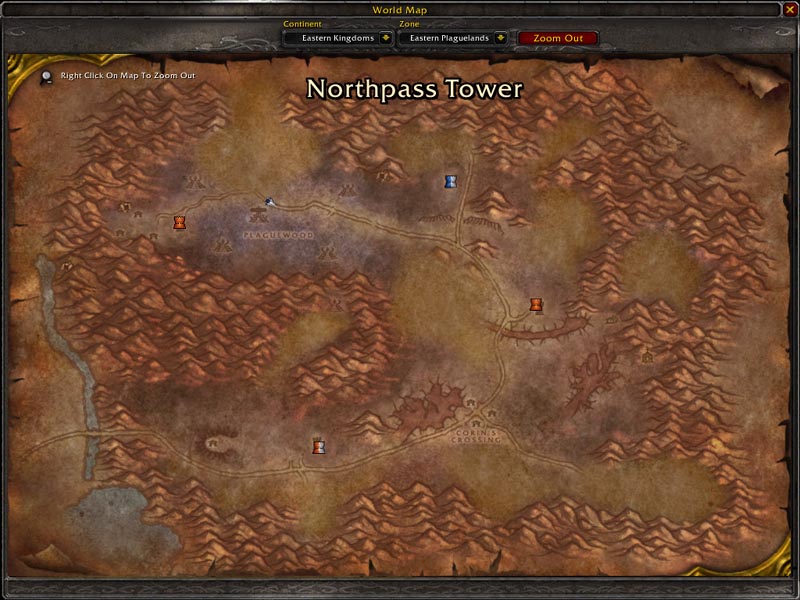 World Map
Continent
Zone
Eastern Kingdoms
Eastern Plaguelands
Zoom Out
Right Click On Map To Zoom Out
Northpass Tower
PLAGUEWOOD
CORIN'S
CROSSING